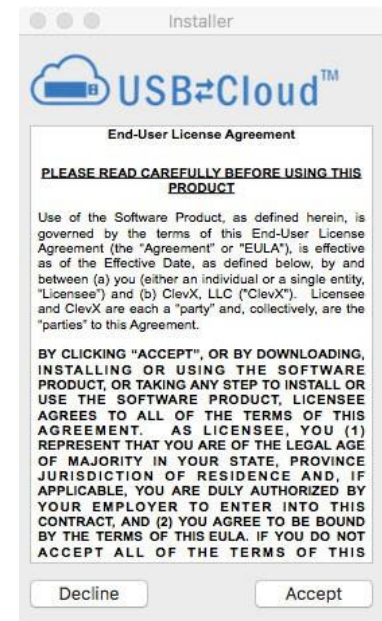 Installer
USB⇄Cloud™
End-User License Agreement
PLEASE READ CAREFULLY BEFORE USING THIS
PRODUCT
Use of the Software Product, as defined herein, is
governed by the terms of this End-User License
Agreement (the "Agreement" or "EULA"), is effective
as of the Effective Date, as defined below, by and
between (a) you (either an individual or a single entity,
"Licensee") and (b) ClevX, LLC ("ClevX"). Licensee
and ClevX are each a "party" and, collectively, are the
"parties" to this Agreement.
BY CLICKING "ACCEPT", OR BY DOWNLOADING,
INSTALLING OR USING THE SOFTWARE
PRODUCT, OR TAKING ANY STEP TO INSTALL OR
USE THE SOFTWARE PRODUCT, LICENSEE
AGREES TO ALL OF THE TERMS OF THIS
AGREEMENT. AS LICENSEE, YOU (1)
REPRESENT THAT YOU ARE OF THE LEGAL AGE
OF MAJORITY IN YOUR STATE, PROVINCE
JURISDICTION OF RESIDENCE AND, IF
APPLICABLE, YOU ARE DULY AUTHORIZED BY
YOUR EMPLOYER TO ENTER INTO THIS
CONTRACT, AND (2) YOU AGREE TO BE BOUND
BY THE TERMS OF THIS EULA. IF YOU DO NOT
ACCEPT ALL OF THE TERMS OF THIS
Decline
Accept